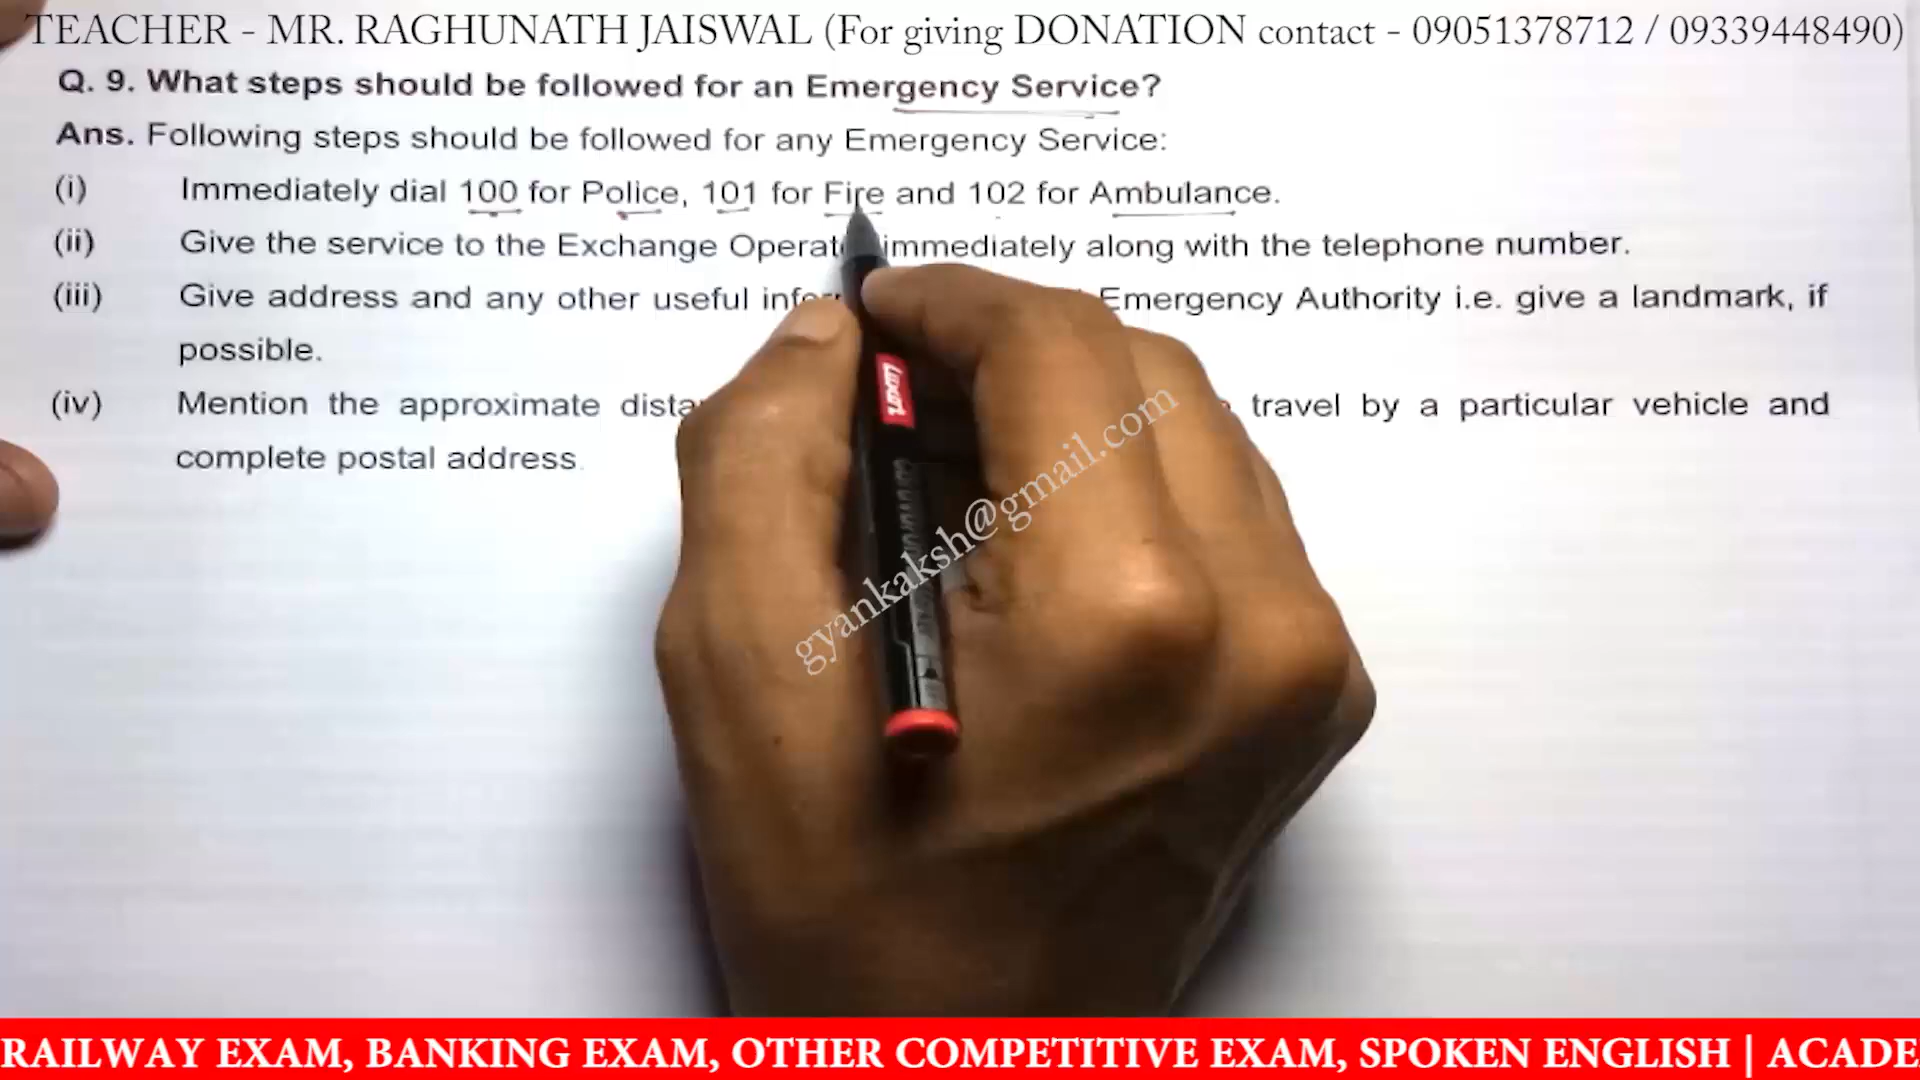 TEACHER - MR. RAGHUNATH JAISWAL (For giving DONATION contact - 09051378712 / 09339448490)
Q. 9. What steps should be followed for an Emergency Service?
Ans. Following steps should be followed for any Emergency Service:
(i) Immediately dial 100 for Police, 101 for Fire and 102 for Ambulance.
(ii) Give the service to the Exchange Operat immediately along with the telephone number.
(iii) Give address and any other useful Emergency Authority i.e. give a landmark, if
possible.
(iv) Mention the approximate travel by a particular vehicle and
complete postal address.
Luxor
gyankaksh@gmail.com
RAILWAY EXAM, BANKING EXAM, OTHER COMPETITIVE EXAM, SPOKEN ENGLISH | ACADE